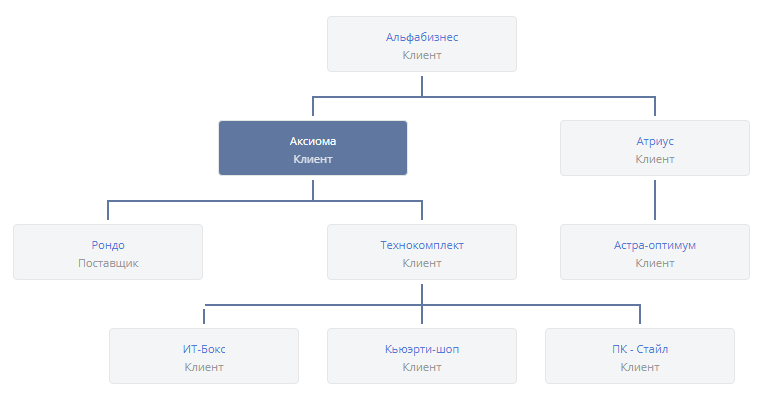 Альфабизнес
Клиент
Аксиома
Клиент
Атриус
Клиент
Рондо
Поставщик
Технокомплект
Клиент
Астра-оптимум
Клиент
ИТ-Бокс
Клиент
Кьюэрти-шоп
Клиент
ПК - Стайл
Клиент